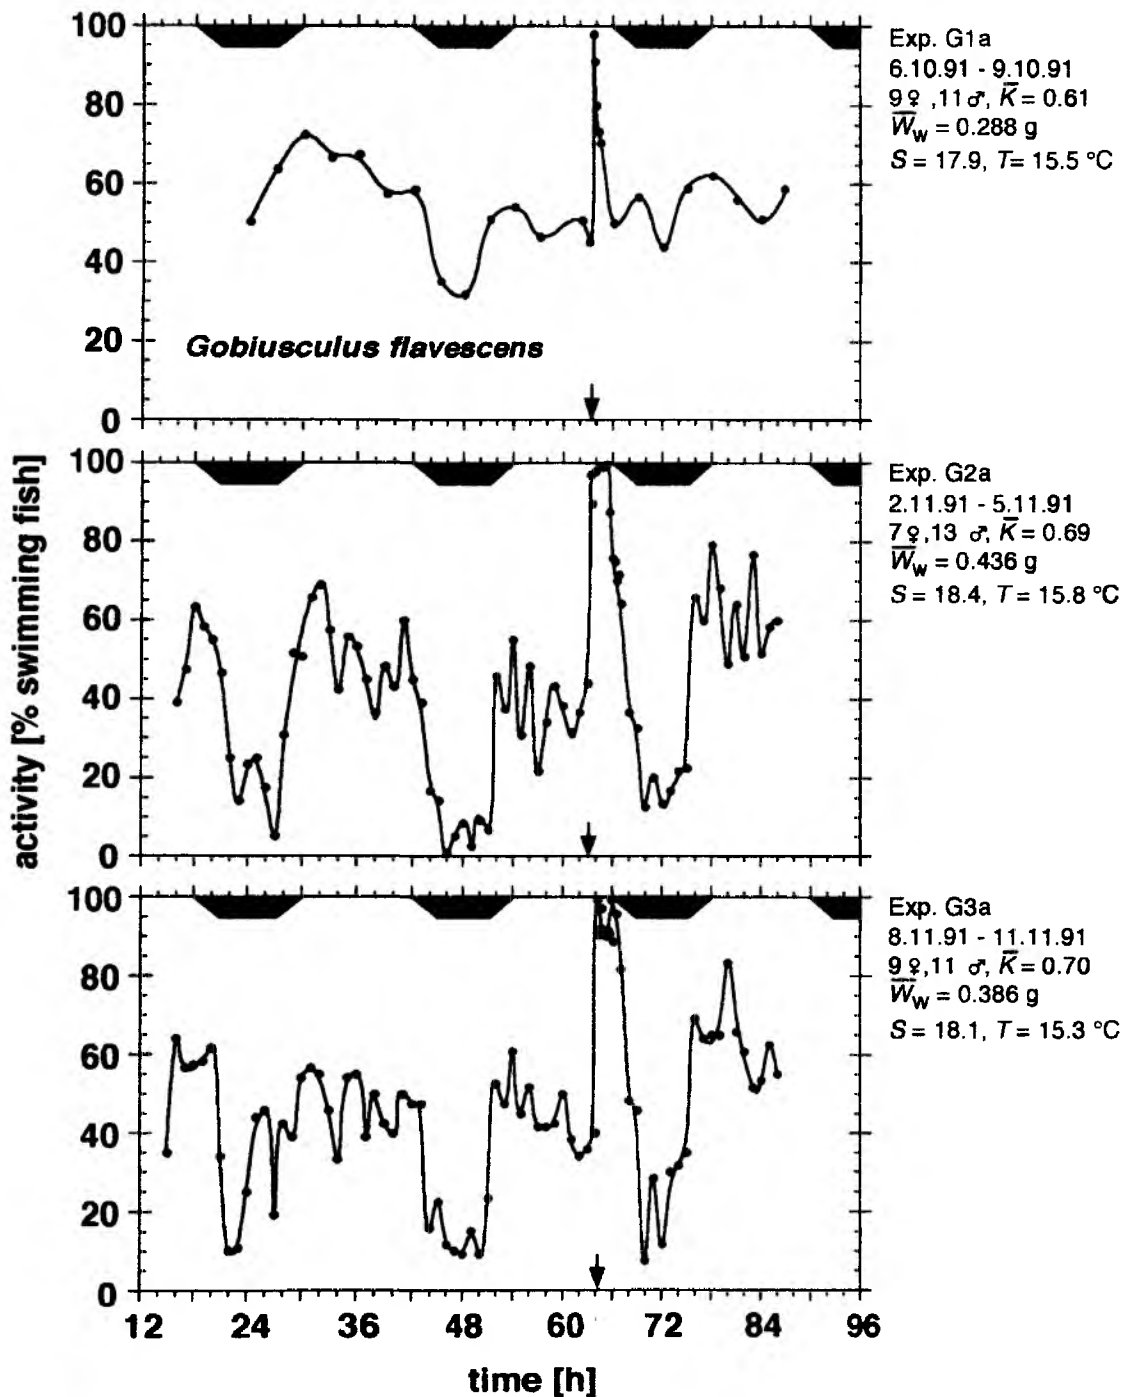 100
80
60
40
20
0
Gobiusculus flavescens
Exp. G1a
6.10.91 - 9.10.91
9♀ ,11♂, K̅ = 0.61
W̅w = 0.288 g
S = 17.9, T= 15.5 °C
activity [% swimming fish]
100
80
60
40
20
0
Exp. G2a
2.11.91 - 5.11.91
7♀,13 ♂, K̅ = 0.69
W̅w = 0.436 g
S = 18.4, T = 15.8 °C
100
80
60
40
20
0
Exp. G3a
8.11.91 - 11.11.91
9♀,11 ♂, K̅ = 0.70
W̅w = 0.386 g
S = 18.1, T = 15.3 °C
12 24 36 48 60 72 84 96
time [h]